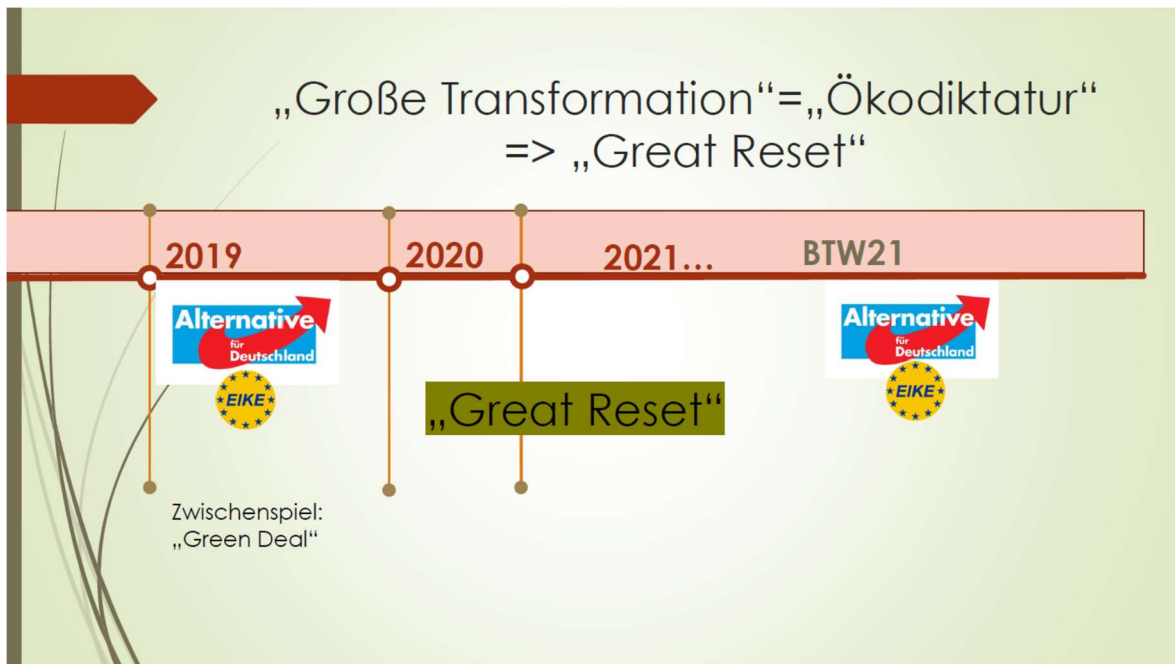 „Große Transformation“=„Ökodiktatur“
=> „Great Reset“
2019
2020
2021...
BTW21
Alternative
für
Deutschland
EIKE
Alternative
für
Deutschland
EIKE
„Great Reset“
Zwischenspiel:
„Green Deal“